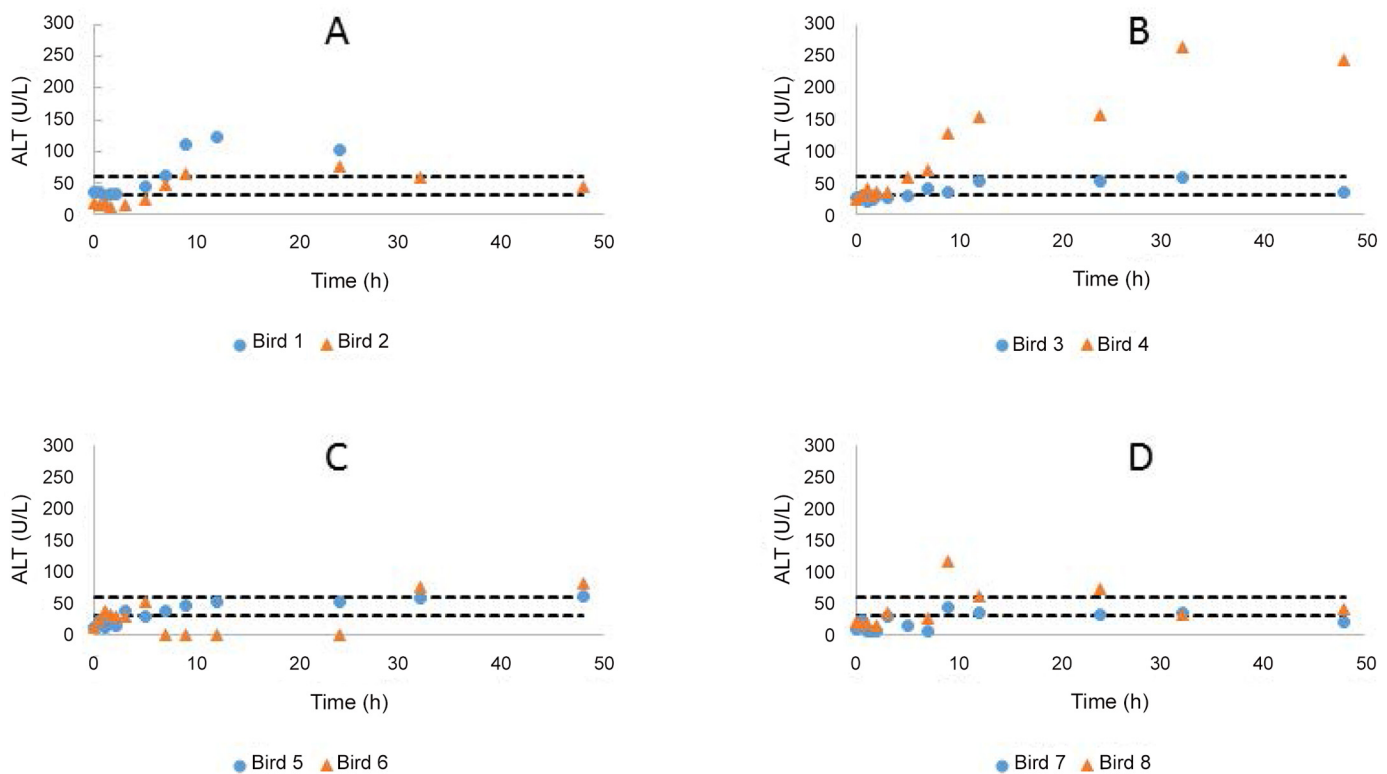 A
300
250
200
150
100
50
0
ALT (U/L)
0 10 20 30 40 50
Time (h)
Bird 1 Bird 2
B
300
250
200
150
100
50
0
ALT (U/L)
0 10 20 30 40 50
Time (h)
Bird 3 Bird 4
C
300
250
200
150
100
50
0
ALT (U/L)
0 10 20 30 40 50
Time (h)
Bird 5 Bird 6
D
300
250
200
150
100
50
0
ALT (U/L)
0 10 20 30 40 50
Time (h)
Bird 7 Bird 8